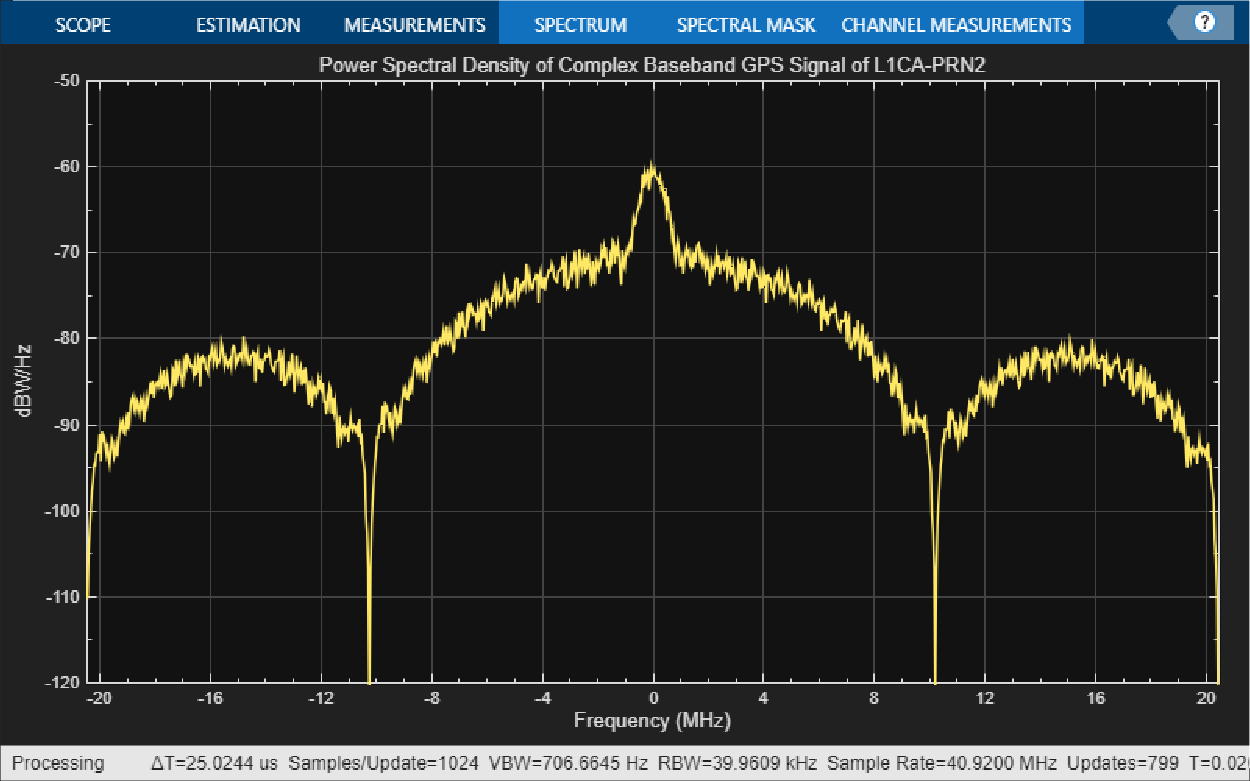 SCOPE ESTIMATION MEASUREMENTS SPECTRUM SPECTRAL MASK CHANNEL MEASUREMENTS ?
Power Spectral Density of Complex Baseband GPS Signal of L1CA-PRN2
-50
-60
-70
-80
-90
-100
-110
-120
dBW/Hz
-20 -16 -12 -8 -4 0 4 8 12 16 20
Frequency (MHz)
Processing ΔT=25.0244 us Samples/Update=1024 VBW=706.6645 Hz RBW=39.9609 kHz Sample Rate=40.9200 MHz Updates=799 T=0.02